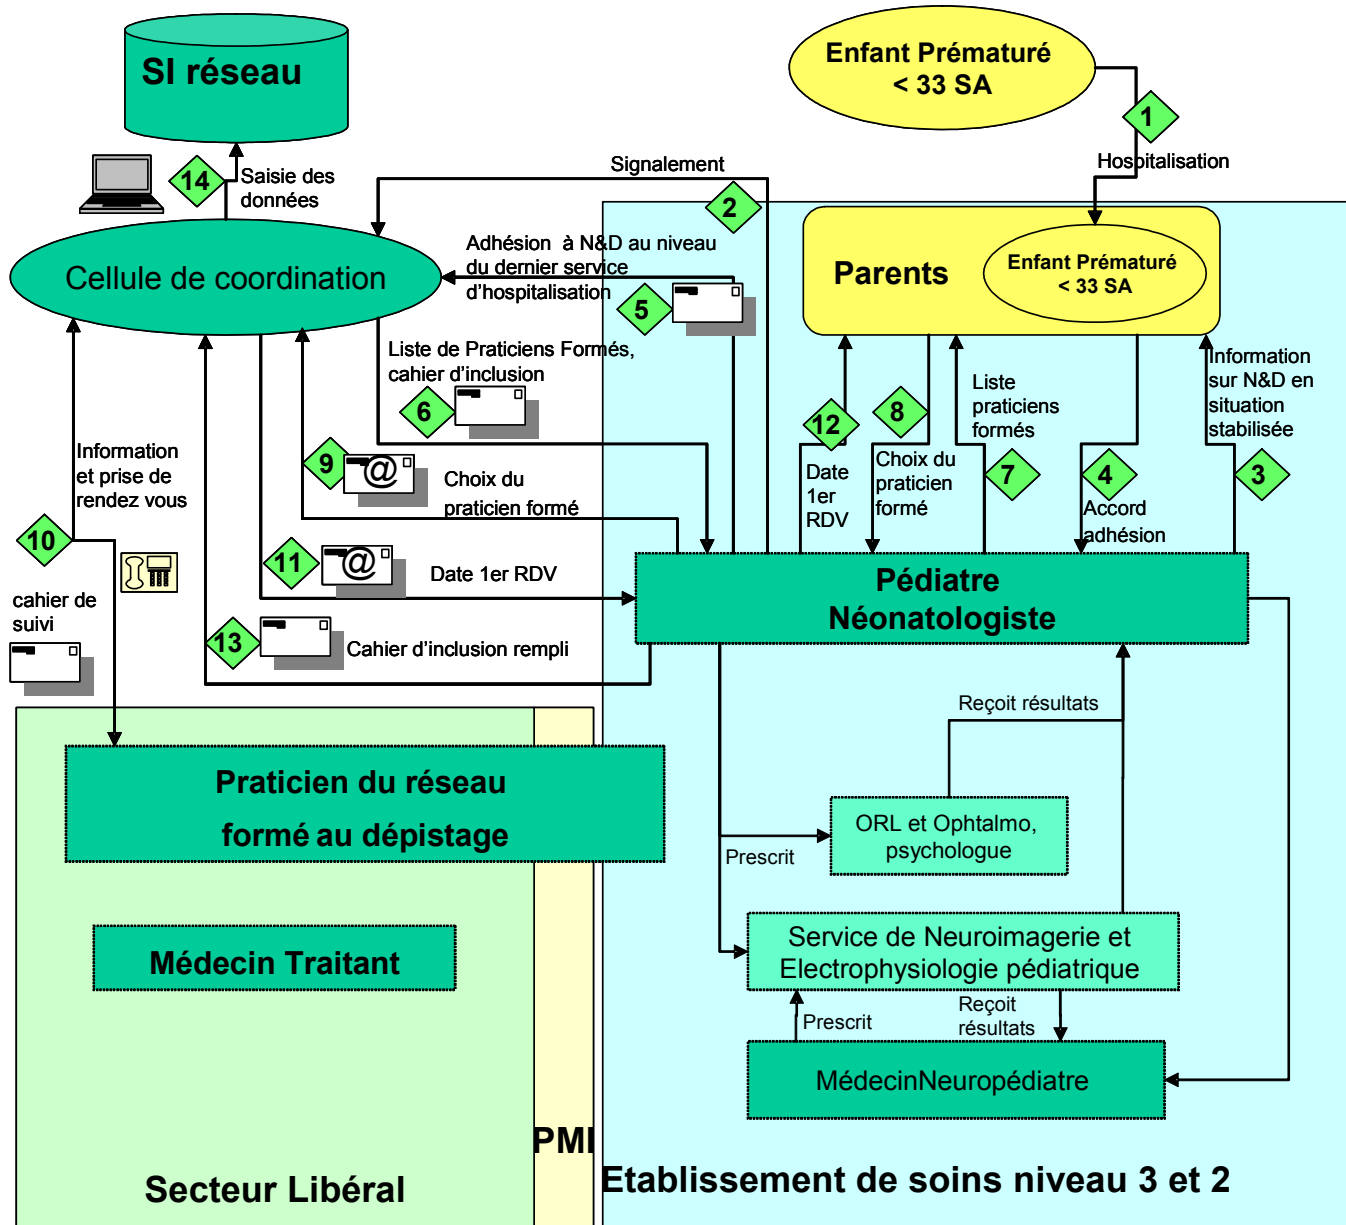 SI réseau
Enfant Prématuré
< 33 SA
1
Hospitalisation
14
Saisie des
données
Signalement
2
Cellule de coordination
Adhésion à N&D au niveau
du dernier service
d'hospitalisation
5
Parents
Enfant Prématuré
< 33 SA
Liste de Praticiens Formés,
cahier d'inclusion
6
Information
sur N&D en
situation
stabilisée
3
Liste
praticiens
formés
7
8
Choix du
praticien
formé
12
Date
1er
RDV
4
Accord
adhésion
Information
et prise de
rendez vous
10
9
@
Choix du
praticien formé
11
@
Date 1er RDV
cahier de
suivi
13
Cahier d'inclusion rempli
Pédiatre
Néonatologiste
Reçoit résultats
Praticien du réseau
formé au dépistage
ORL et Ophtalmo,
psychologue
Prescrit
Médecin Traitant
Service de Neuroimagerie et
Electrophysiologie pédiatrique
Prescrit
Reçoit
résultats
MédecinNeuropédiatre
PMI
Secteur Libéral
Etablissement de soins niveau 3 et 2